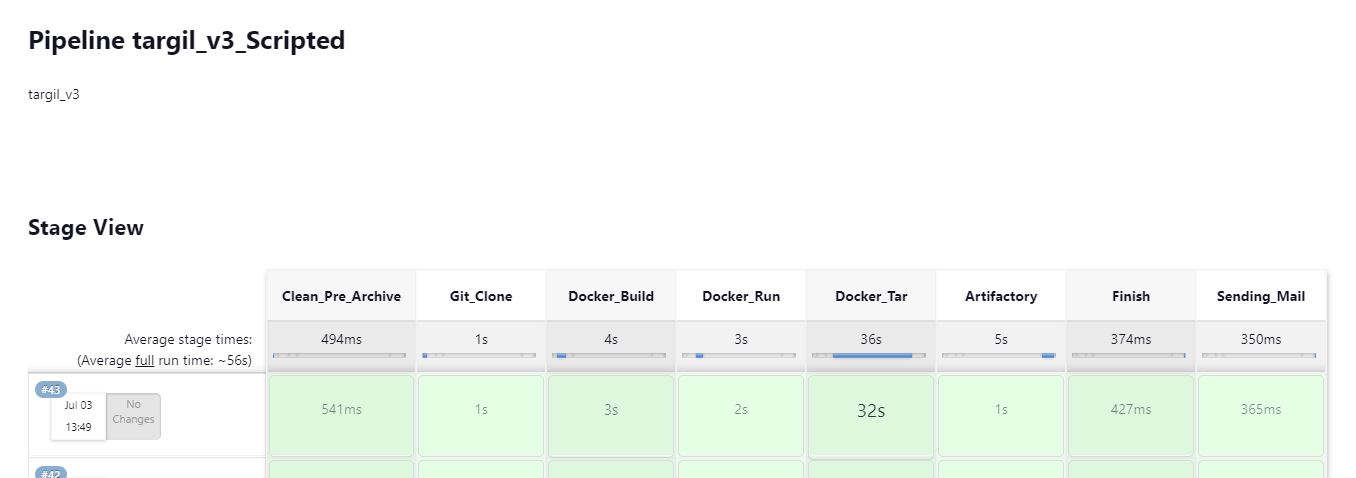 Pipeline targil_v3_Scripted
targil_v3
Stage View
Clean_Pre_Archive Git_Clone Docker_Build Docker_Run Docker_Tar Artifactory Finish Sending_Mail
Average stage times: 494ms 1s 4s 3s 36s 5s 374ms 350ms
(Average full run time: ~56s)
#43
Jul 03 No
13:49 Changes
541ms 1s 3s 2s 32s 1s 427ms 365ms
#42